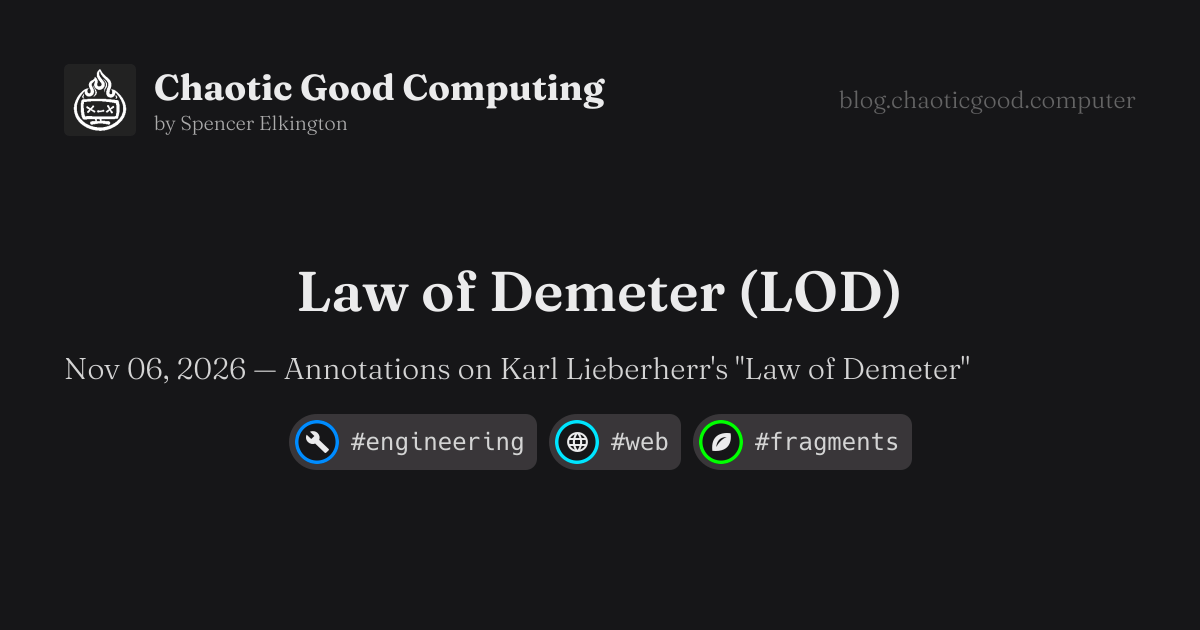 Chaotic Good Computing
by Spencer Elkington
blog.chaoticgood.computer
Law of Demeter (LOD)
Nov 06, 2026 — Annotations on Karl Lieberherr's "Law of Demeter"
#engineering #web #fragments